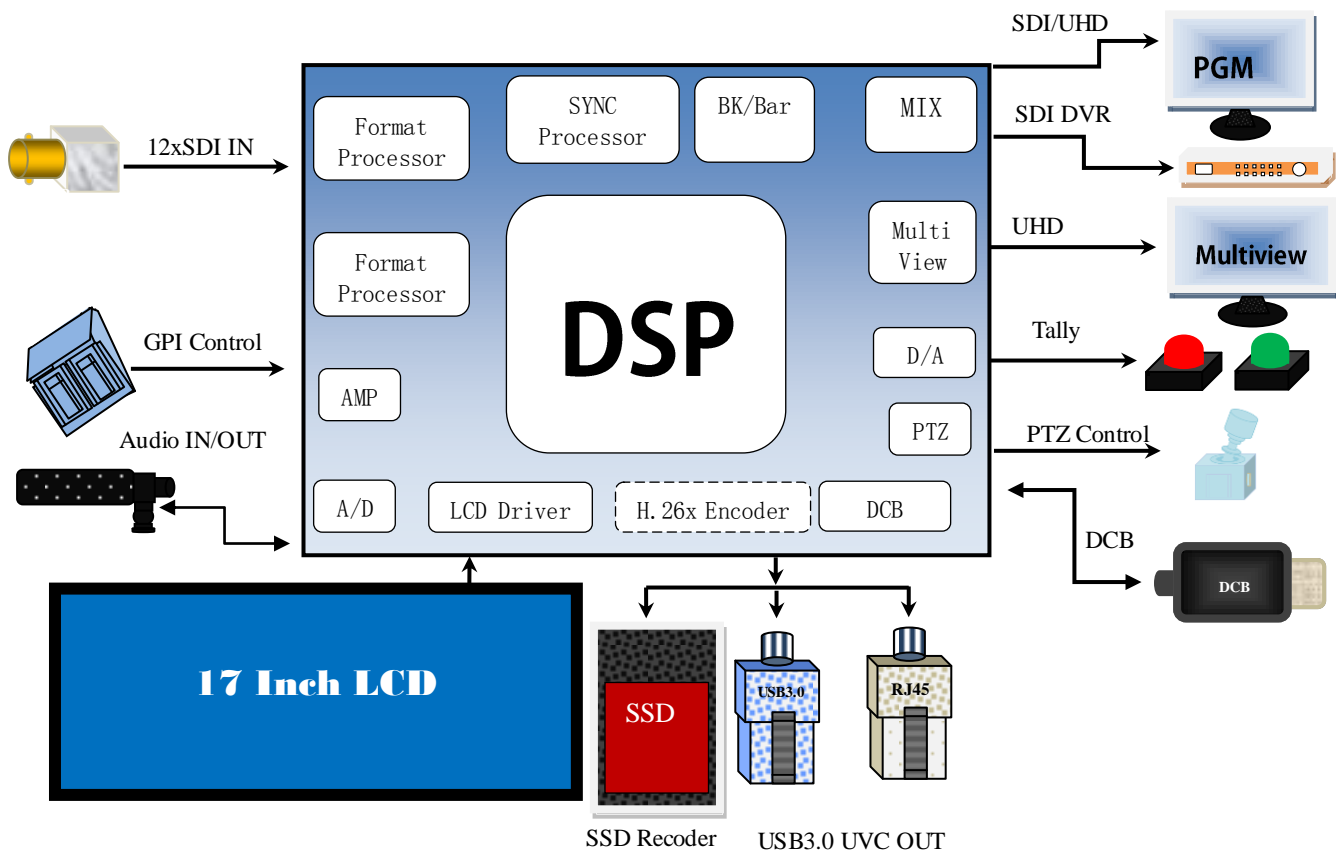 SDI/UHD
PGM
SYNC
Processor
BK/Bar
MIX
Format
Processor
12xSDI IN
SDI DVR
Multi
View
UHD
Multiview
Format
Processor
DSP
GPI Control
D/A
Tally
AMP
PTZ
PTZ Control
Audio IN/OUT
A/D
LCD Driver
H.26x Encoder
DCB
DCB
DCB
17 Inch LCD
SSD
USB3.0
RJ45
SSD Recoder
USB3.0 UVC OUT